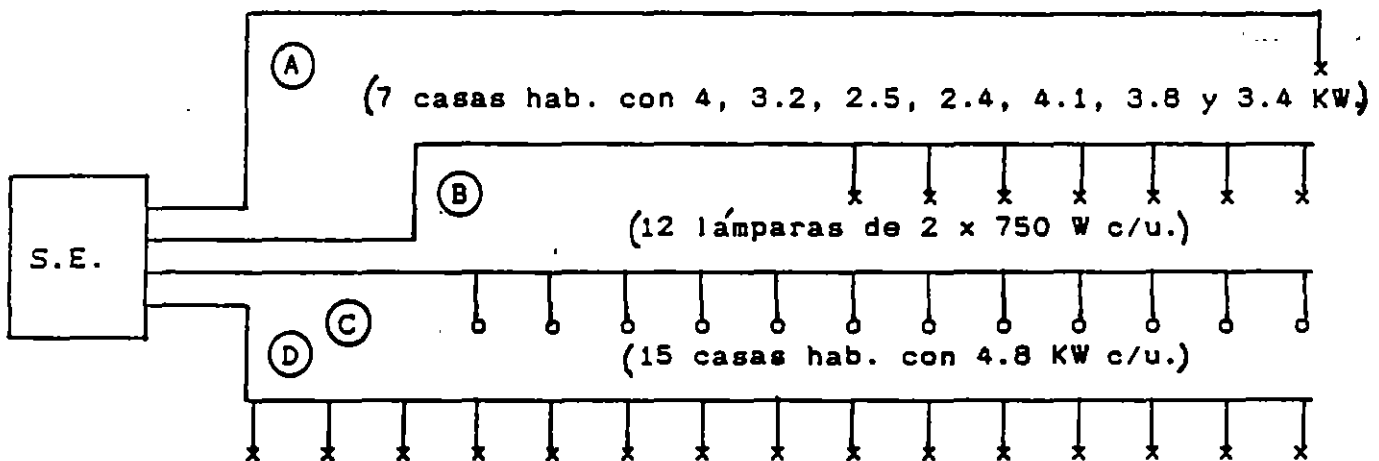 A
(7 casas hab. con 4, 3.2, 2.5, 2.4, 4.1, 3.8 y 3.4 KW.)
B
(12 lámparas de 2 x 750 W c/u.)
S.E.
C
D
(15 casas hab. con 4.8 KW c/u.)